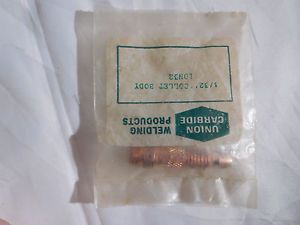 UNION
CARBIDE
WELDING
PRODUCTS
1/32" COLLET BODY
10N32